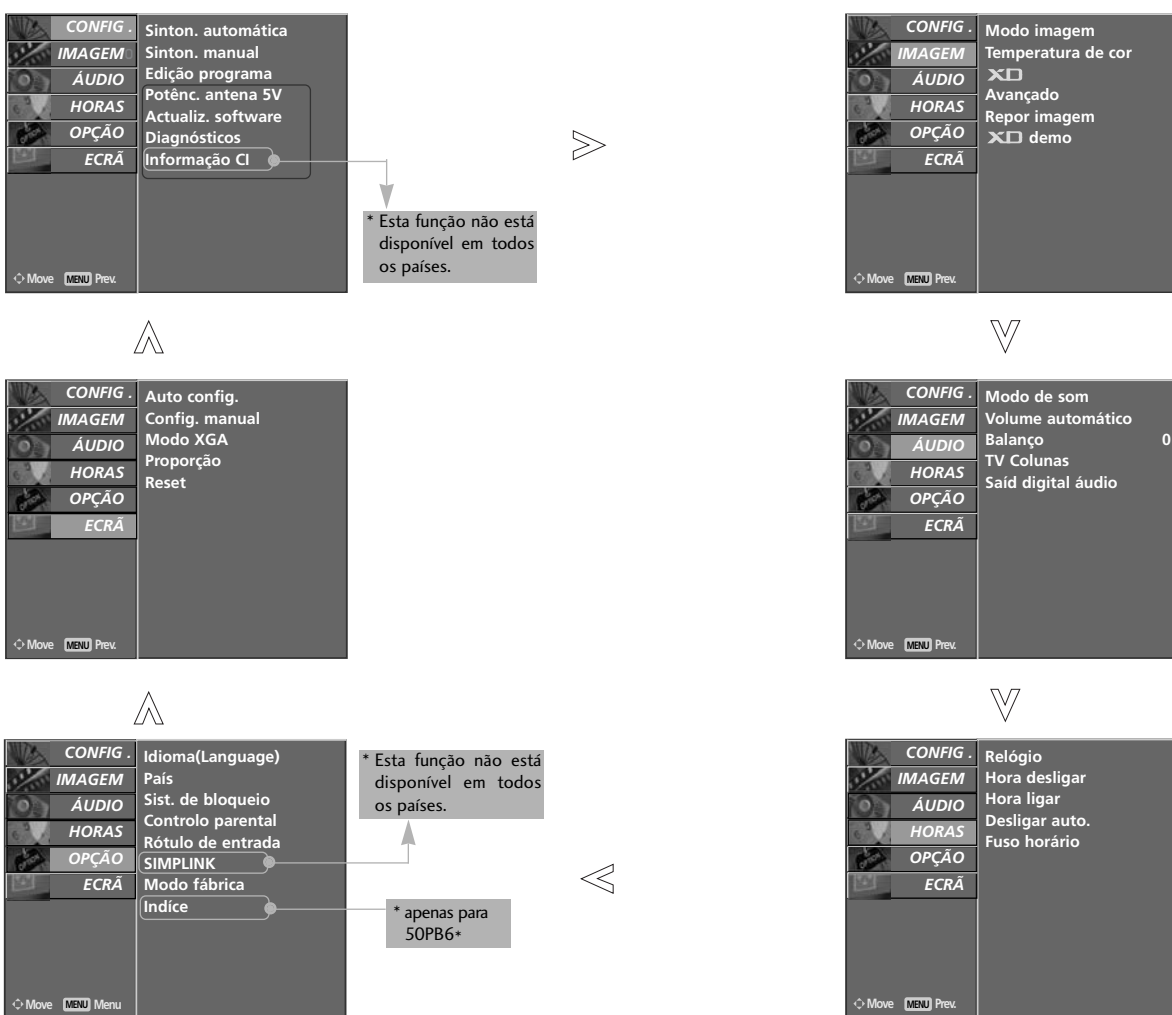 CONFIG .
IMAGEM
ÁUDIO
HORAS
OPÇÃO
ECRÃ
Sinton. automática
Sinton. manual
Edição programa
Potênc. antena 5V
Actualiz. software
Diagnósticos
Informação CI
Move MENU Prev.
* Esta função não está
disponível em todos
os países.
CONFIG .
IMAGEM
ÁUDIO
HORAS
OPÇÃO
ECRÃ
Modo imagem
Temperatura de cor
XD
Avançado
Repor imagem
XD demo
Move MENU Prev.
CONFIG .
IMAGEM
ÁUDIO
HORAS
OPÇÃO
ECRÃ
Auto config.
Config. manual
Modo XGA
Proporção
Reset
Move MENU Prev.
CONFIG .
IMAGEM
ÁUDIO
HORAS
OPÇÃO
ECRÃ
Modo de som
Volume automático
Balanço 0
TV Colunas
Saíd digital áudio
Move MENU Prev.
CONFIG .
IMAGEM
ÁUDIO
HORAS
OPÇÃO
ECRÃ
Idioma(Language)
País
Sist. de bloqueio
Controlo parental
Rótulo de entrada
SIMPLINK
Modo fábrica
Indíce
Move MENU Menu
* Esta função não está
disponível em todos
os países.
* apenas para
50PB6*
CONFIG .
IMAGEM
ÁUDIO
HORAS
OPÇÃO
ECRÃ
Relógio
Hora desligar
Hora ligar
Desligar auto.
Fuso horário
Move MENU Prev.